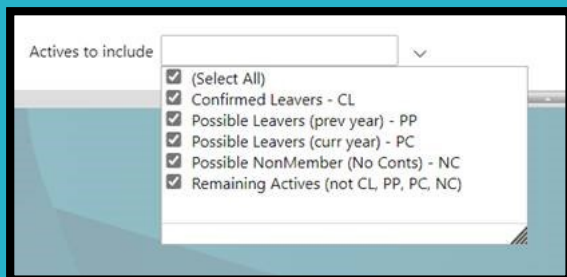 Actives to include
(Select All)
Confirmed Leavers - CL
Possible Leavers (prev year) - PP
Possible Leavers (curr year) - PC
Possible NonMember (No Conts) - NC
Remaining Actives (not CL, PP, PC, NC)